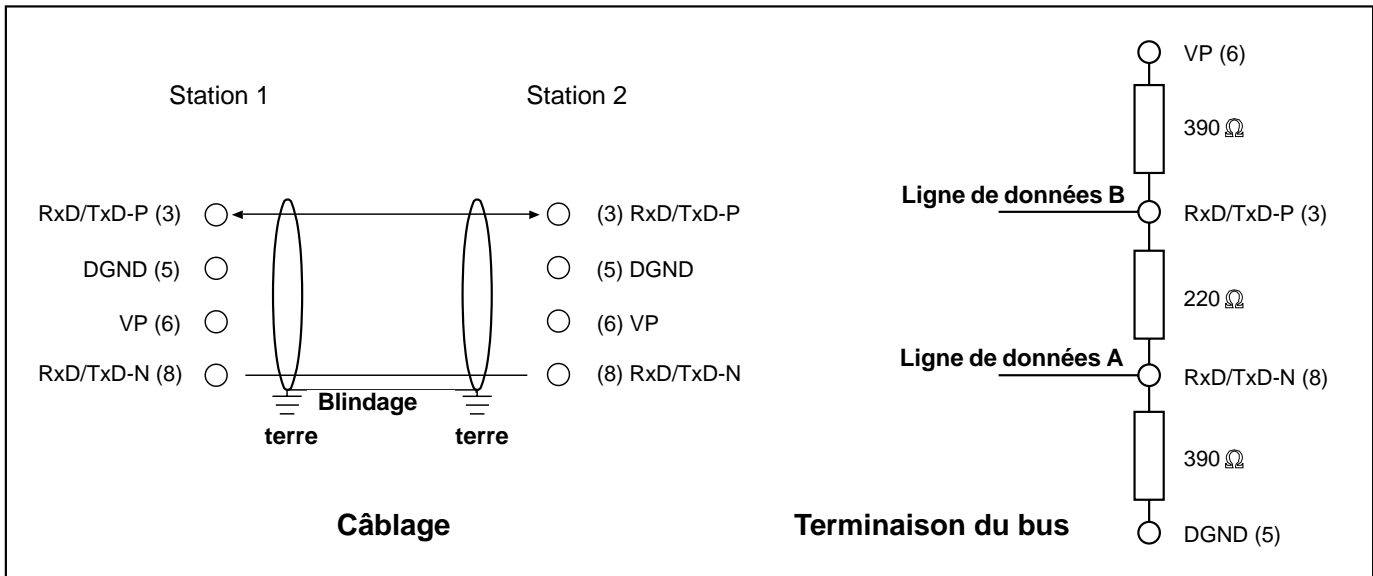 Station 1
Station 2
RxD/TxD-P (3)
(3) RxD/TxD-P
DGND (5)
(5) DGND
VP (6)
(6) VP
RxD/TxD-N (8)
(8) RxD/TxD-N
Blindage
terre
terre
Câblage
VP (6)
390 Ω
Ligne de données B
RxD/TxD-P (3)
220 Ω
Ligne de données A
RxD/TxD-N (8)
390 Ω
Terminaison du bus
DGND (5)